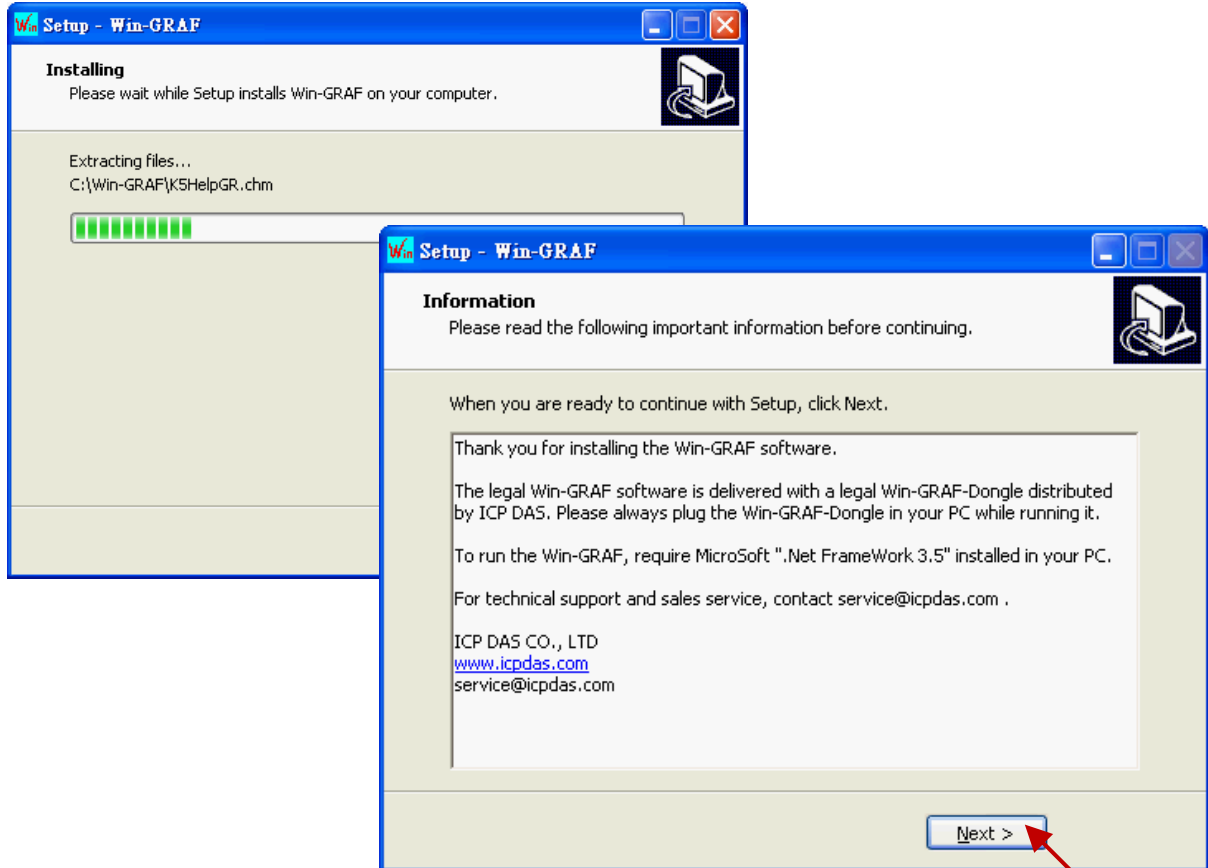 Win Setup - Win-GRAF
Installing
Please wait while Setup installs Win-GRAF on your computer.
Extracting files...
C:\Win-GRAF\K5HelpGR.chm
Win Setup - Win-GRAF
Information
Please read the following important information before continuing.
When you are ready to continue with Setup, click Next.
Thank you for installing the Win-GRAF software.
The legal Win-GRAF software is delivered with a legal Win-GRAF-Dongle distributed
by ICP DAS. Please always plug the Win-GRAF-Dongle in your PC while running it.
To run the Win-GRAF, require MicroSoft ".Net FrameWork 3.5" installed in your PC.
For technical support and sales service, contact service@icpdas.com .
ICP DAS CO., LTD
www.icpdas.com
service@icpdas.com
Next >